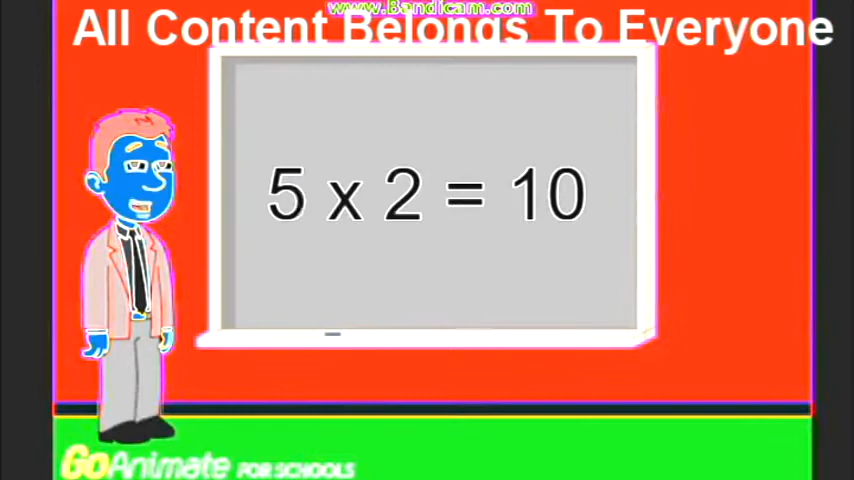 www.Bandicam.com
All Content Belongs To Everyone
5 x 2 = 10
GoAnimate FOR SCHOOLS